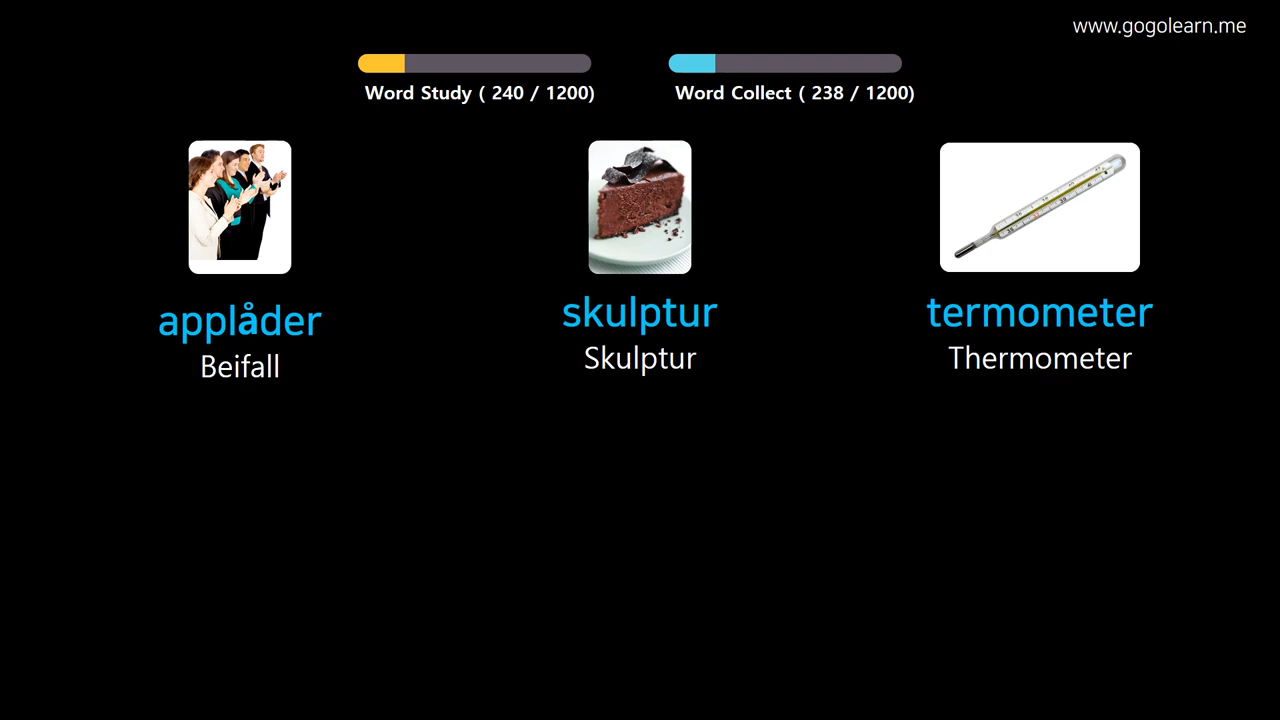 www.gogolearn.me
Word Study ( 240 / 1200)
Word Collect ( 238 / 1200)
applåder
Beifall
skulptur
Skulptur
termometer
Thermometer